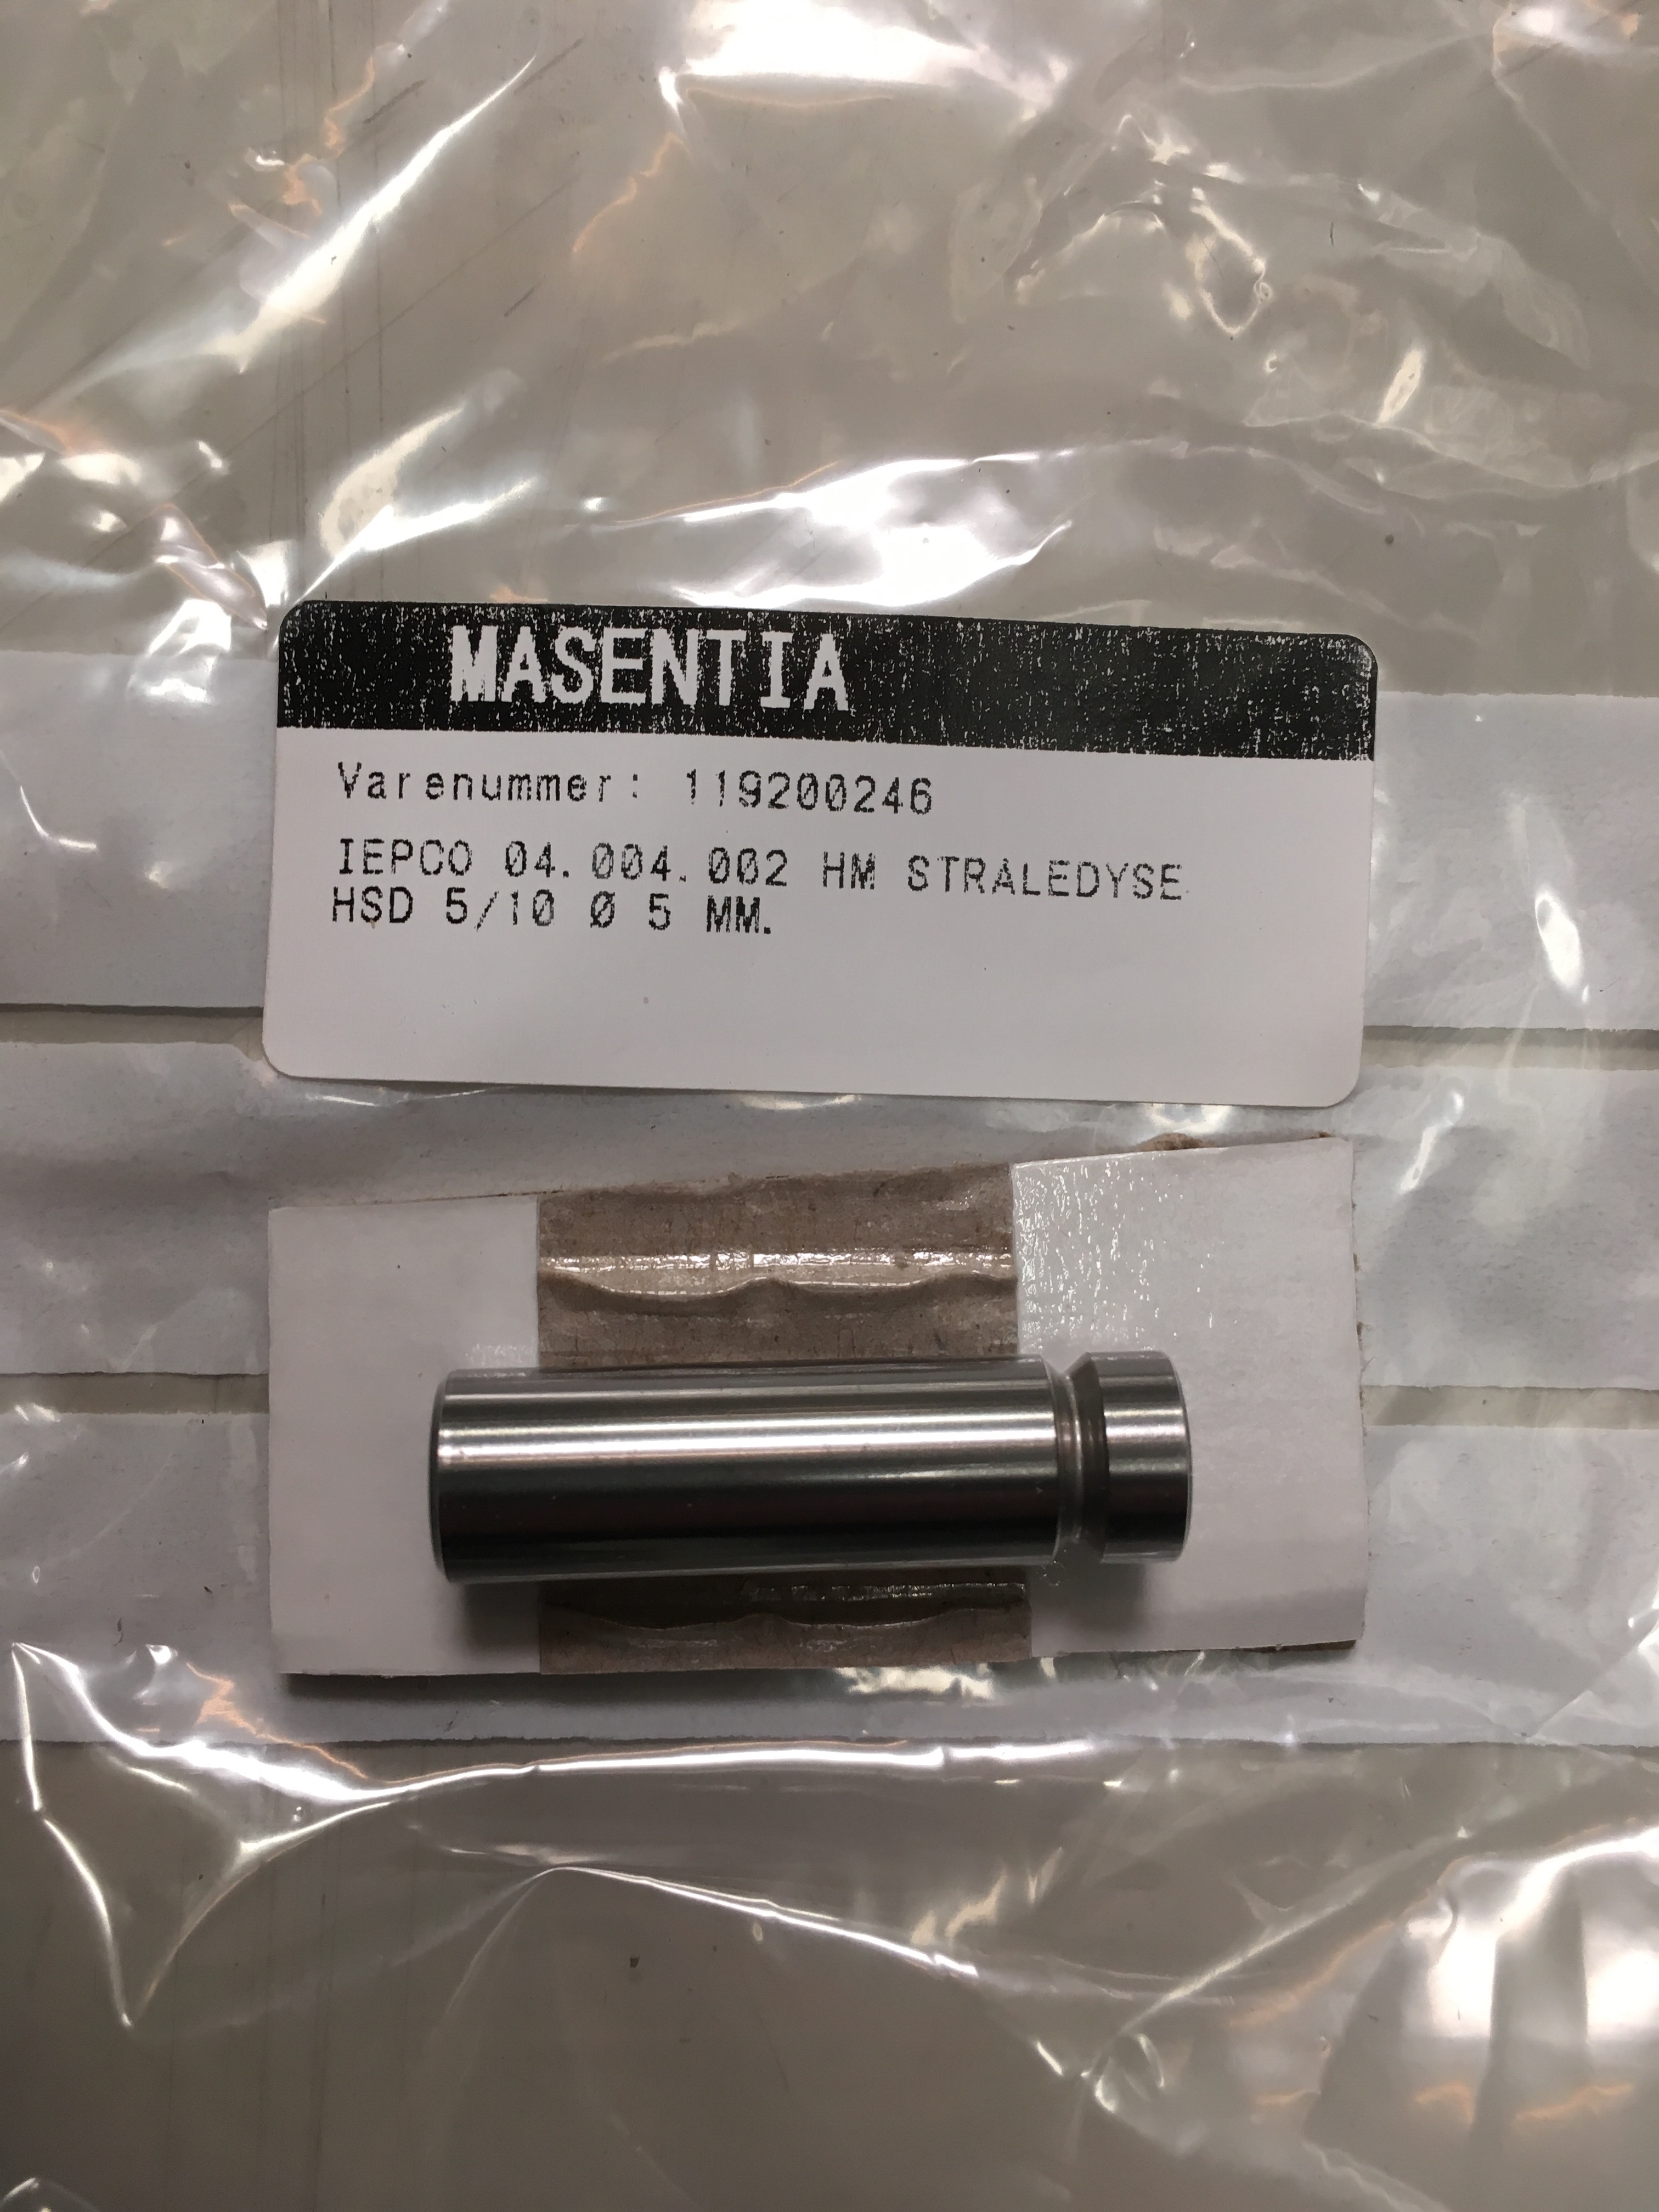 MASENTIA
Varenummer: 119200246
IEPCO 04.004.002 HM STRALEDYSE
HSD 5/10 Ø 5 MM.